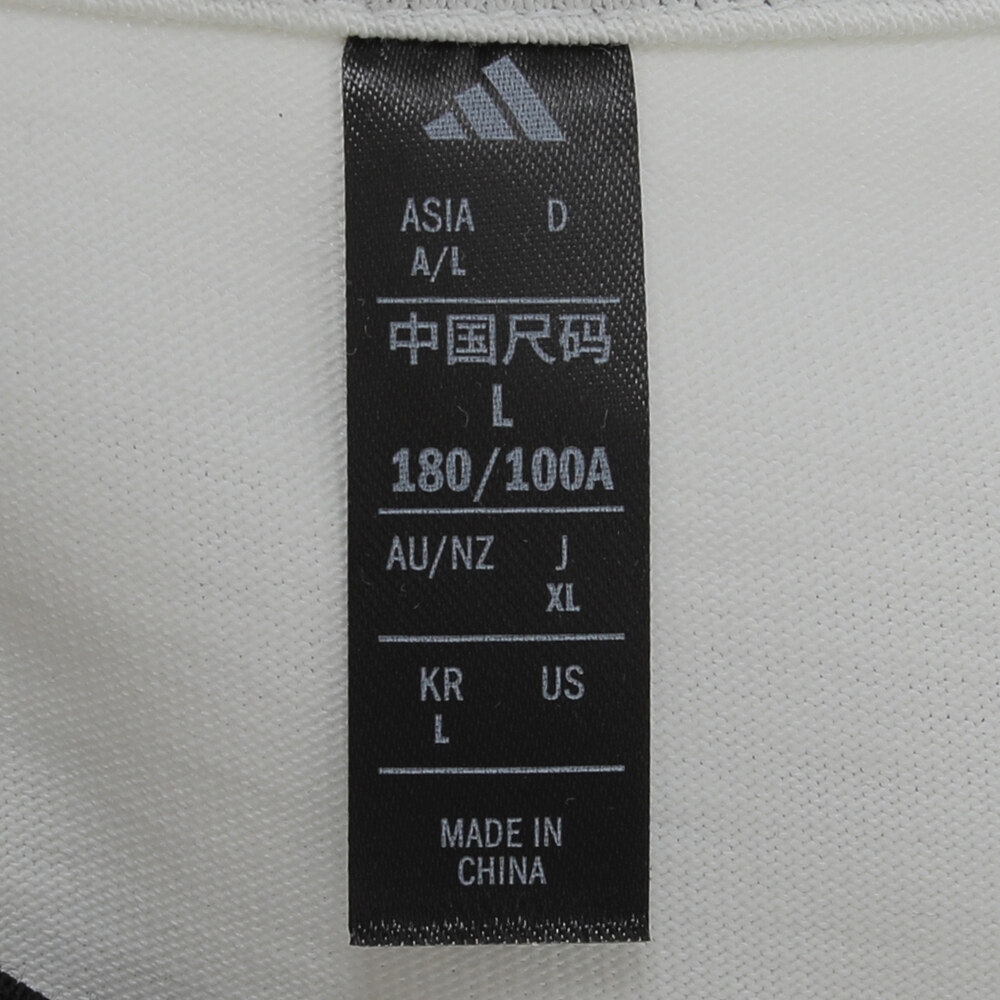 ASIA D
A/L
中国尺码
L
180/100A
AU/NZ J
XL
KR US
L
MADE IN
CHINA